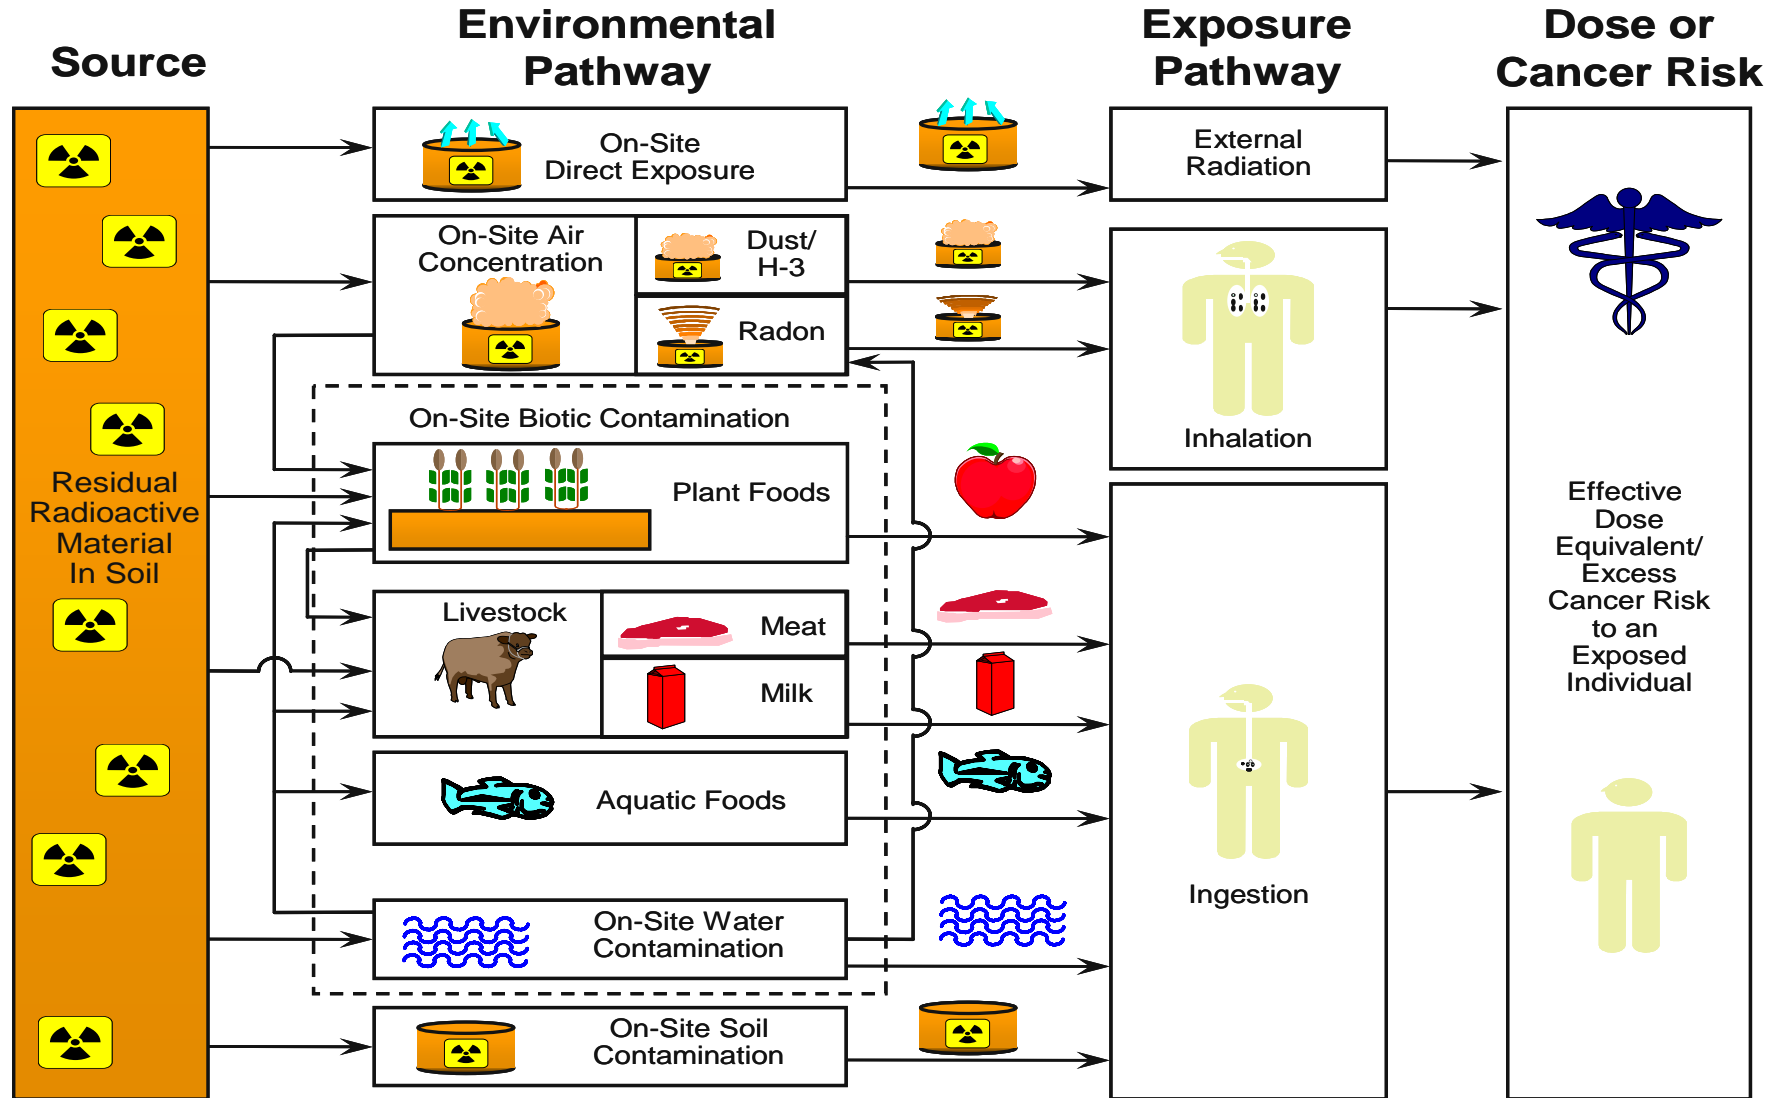 Source
Environmental
Pathway
Exposure
Pathway
Dose or
Cancer Risk
Residual
Radioactive
Material
In Soil
On-Site
Direct Exposure
On-Site Air
Concentration
Dust/
H-3
Radon
On-Site Biotic Contamination
Plant Foods
Livestock
Meat
Milk
Aquatic Foods
On-Site Water
Contamination
On-Site Soil
Contamination
External
Radiation
Inhalation
Ingestion
Effective
Dose
Equivalent/
Excess
Cancer Risk
to an
Exposed
Individual